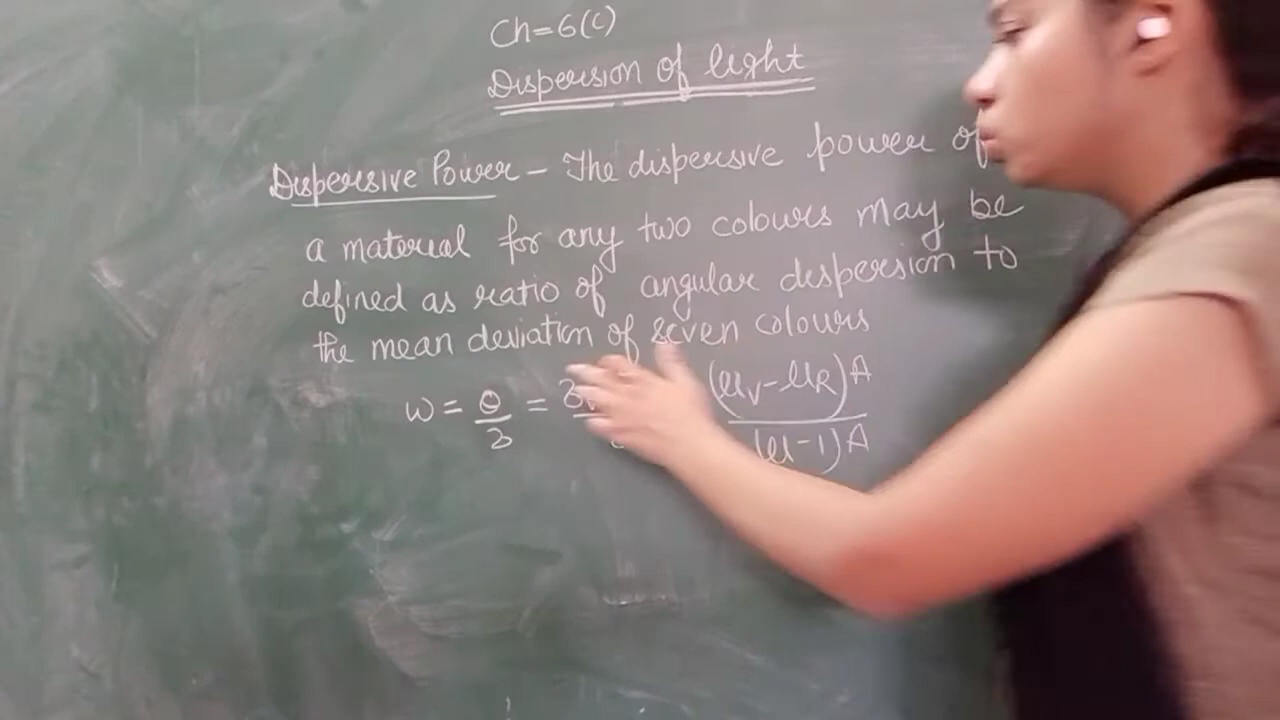 Ch=6(C)
Dispersion of light
Dispersive Power - The dispersive power of
a material for any two colours may be
defined as ratio of angular dispersion to
the mean deviation of seven colours
ω = θ/δ = (μV-μR)A/(μ-1)A